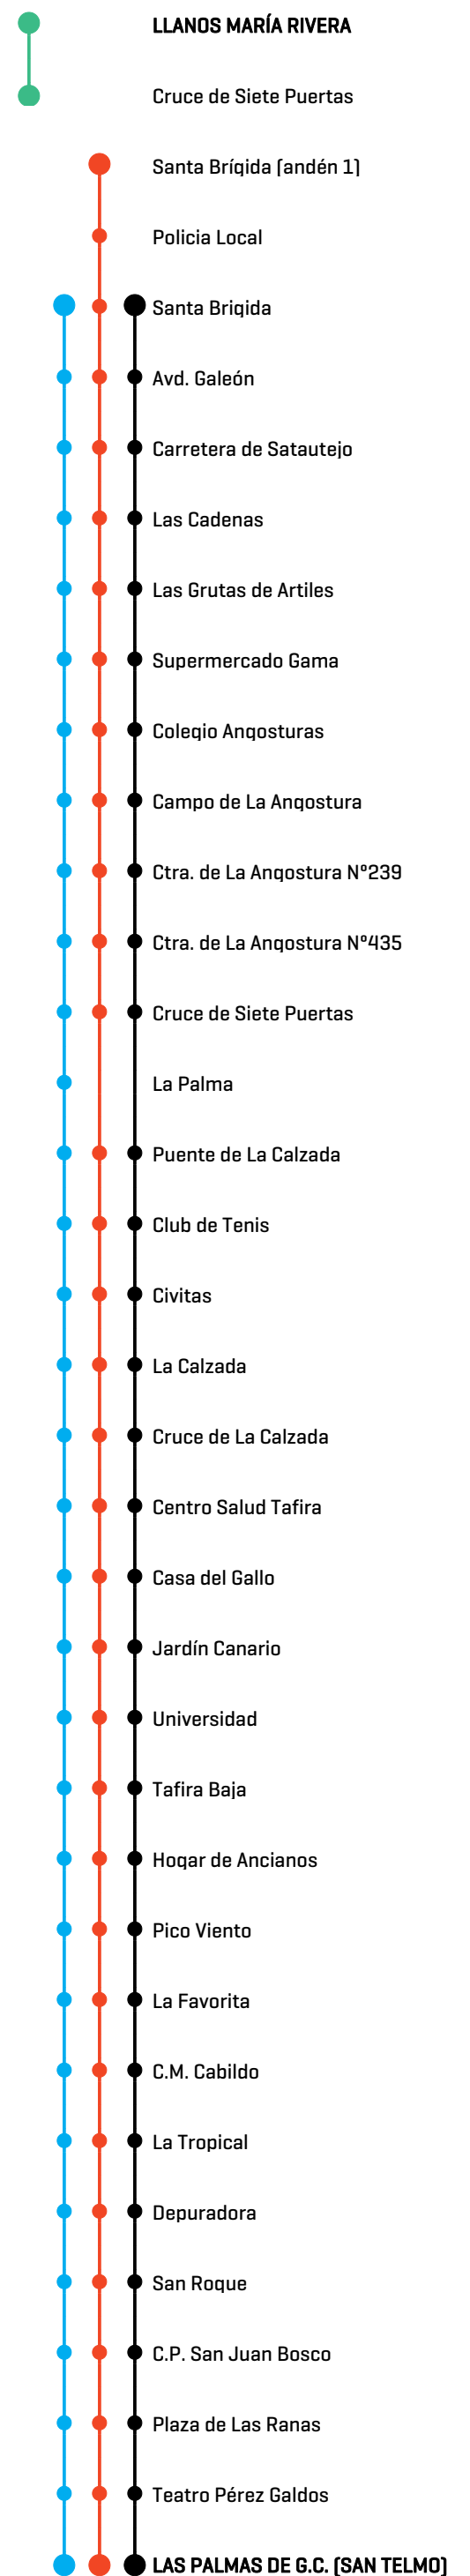 LLANOS MARÍA RIVERA
Cruce de Siete Puertas
Santa Brígida (andén 1)
Policia Local
Santa Brigida
Avd. Galeón
Carretera de Satautejo
Las Cadenas
Las Grutas de Artiles
Supermercado Gama
Colegio Angosturas
Campo de La Angostura
Ctra. de La Angostura Nº239
Ctra. de La Angostura Nº435
Cruce de Siete Puertas
La Palma
Puente de La Calzada
Club de Tenis
Civitas
La Calzada
Cruce de La Calzada
Centro Salud Tafira
Casa del Gallo
Jardín Canario
Universidad
Tafira Baja
Hogar de Ancianos
Pico Viento
La Favorita
C.M. Cabildo
La Tropical
Depuradora
San Roque
C.P. San Juan Bosco
Plaza de Las Ranas
Teatro Pérez Galdos
LAS PALMAS DE G.C. (SAN TELMO)